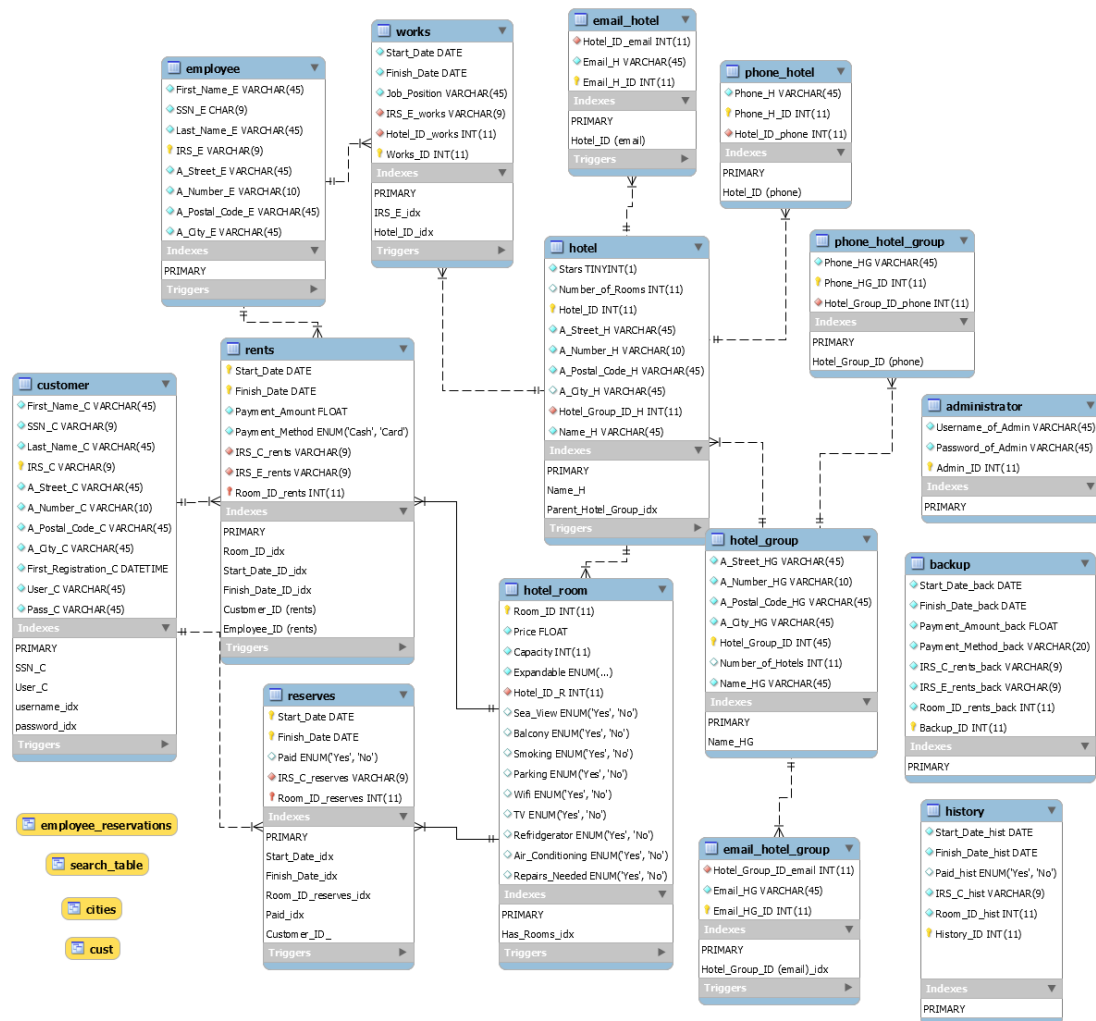 works
Start_Date DATE
Finish_Date DATE
Job_Position VARCHAR(45)
IRS_E_works VARCHAR(9)
Hotel_ID_works INT(11)
Works_ID INT(11)
Indexes
PRIMARY
IRS_E_idx
Hotel_ID_idx
Triggers
email_hotel
Hotel_ID_email INT(11)
Email_H VARCHAR(45)
Email_H_ID INT(11)
Indexes
PRIMARY
Hotel_ID (email)
Triggers
employee
First_Name_E VARCHAR(45)
SSN_E CHAR(9)
Last_Name_E VARCHAR(45)
IRS_E VARCHAR(9)
A_Street_E VARCHAR(45)
A_Number_E VARCHAR(10)
A_Postal_Code_E VARCHAR(45)
A_City_E VARCHAR(45)
Indexes
PRIMARY
Triggers
phone_hotel
Phone_H VARCHAR(45)
Phone_H_ID INT(11)
Hotel_ID_phone INT(11)
Indexes
PRIMARY
Hotel_ID (phone)
hotel
Stars TINYINT(1)
Number_of_Rooms INT(11)
Hotel_ID INT(11)
A_Street_H VARCHAR(45)
A_Number_H VARCHAR(10)
A_Postal_Code_H VARCHAR(45)
A_City_H VARCHAR(45)
Hotel_Group_ID_H INT(11)
Name_H VARCHAR(45)
Indexes
PRIMARY
Name_H
Parent_Hotel_Group_idx
Triggers
phone_hotel_group
Phone_HG VARCHAR(45)
Phone_HG_ID INT(11)
Hotel_Group_ID_phone INT(11)
Indexes
PRIMARY
Hotel_Group_ID (phone)
rents
Start_Date DATE
Finish_Date DATE
Payment_Amount FLOAT
Payment_Method ENUM('Cash', 'Card')
IRS_C_rents VARCHAR(9)
IRS_E_rents VARCHAR(9)
Room_ID_rents INT(11)
Indexes
PRIMARY
Room_ID_idx
Start_Date_ID_idx
Finish_Date_ID_idx
Customer_ID (rents)
Employee_ID (rents)
Triggers
customer
First_Name_C VARCHAR(45)
SSN_C VARCHAR(9)
Last_Name_C VARCHAR(45)
IRS_C VARCHAR(9)
A_Street_C VARCHAR(45)
A_Number_C VARCHAR(10)
A_Postal_Code_C VARCHAR(45)
A_City_C VARCHAR(45)
First_Registration_C DATETIME
User_C VARCHAR(45)
Pass_C VARCHAR(45)
Indexes
PRIMARY
SSN_C
User_C
username_idx
password_idx
Triggers
administrator
Username_of_Admin VARCHAR(45)
Password_of_Admin VARCHAR(45)
Admin_ID INT(11)
Indexes
PRIMARY
hotel_group
A_Street_HG VARCHAR(45)
A_Number_HG VARCHAR(10)
A_Postal_Code_HG VARCHAR(45)
A_City_HG VARCHAR(45)
Hotel_Group_ID INT(45)
Number_of_Hotels INT(11)
Name_HG VARCHAR(45)
Indexes
PRIMARY
Name_HG
backup
Start_Date_back DATE
Finish_Date_back DATE
Payment_Amount_back FLOAT
Payment_Method_back VARCHAR(20)
IRS_C_rents_back VARCHAR(9)
IRS_E_rents_back VARCHAR(9)
Room_ID_rents_back INT(11)
Backup_ID INT(11)
Indexes
PRIMARY
hotel_room
Room_ID INT(11)
Price FLOAT
Capacity INT(11)
Expandable ENUM(...)
Hotel_ID_R INT(11)
Sea_View ENUM('Yes', 'No')
Balcony ENUM('Yes', 'No')
Smoking ENUM('Yes', 'No')
Parking ENUM('Yes', 'No')
Wifi ENUM('Yes', 'No')
TV ENUM('Yes', 'No')
Refridgerator ENUM('Yes', 'No')
Air_Conditioning ENUM('Yes', 'No')
Repairs_Needed ENUM('Yes', 'No')
Indexes
PRIMARY
Has_Rooms_idx
Triggers
reserves
Start_Date DATE
Finish_Date DATE
Paid ENUM('Yes', 'No')
IRS_C_reserves VARCHAR(9)
Room_ID_reserves INT(11)
Indexes
PRIMARY
Start_Date_idx
Finish_Date_idx
Room_ID_reserves_idx
Paid_idx
Customer_ID_
Triggers
employee_reservations
search_table
cities
cust
email_hotel_group
Hotel_Group_ID_email INT(11)
Email_HG VARCHAR(45)
Email_HG_ID INT(11)
Indexes
PRIMARY
Hotel_Group_ID (email)_idx
Triggers
history
Start_Date_hist DATE
Finish_Date_hist DATE
Paid_hist ENUM('Yes', 'No')
IRS_C_hist VARCHAR(9)
Room_ID_hist INT(11)
History_ID INT(11)
Indexes
PRIMARY